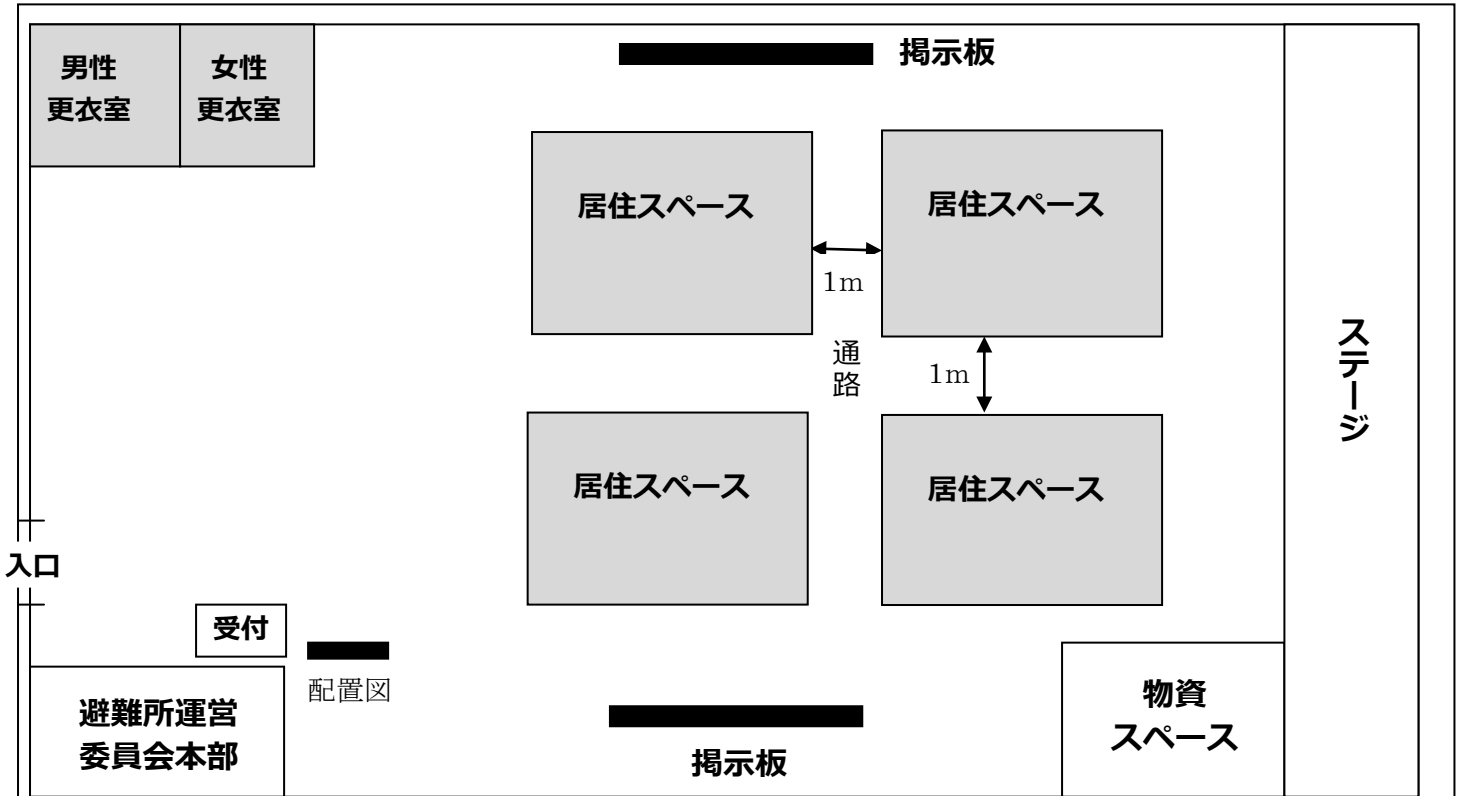 掲示板
男性
更衣室
女性
更衣室
居住スペース
居住スペース
1m
通
路
1m
ステージ
居住スペース
居住スペース
入口
受付
配置図
避難所運営
委員会本部
掲示板
物資
スペース